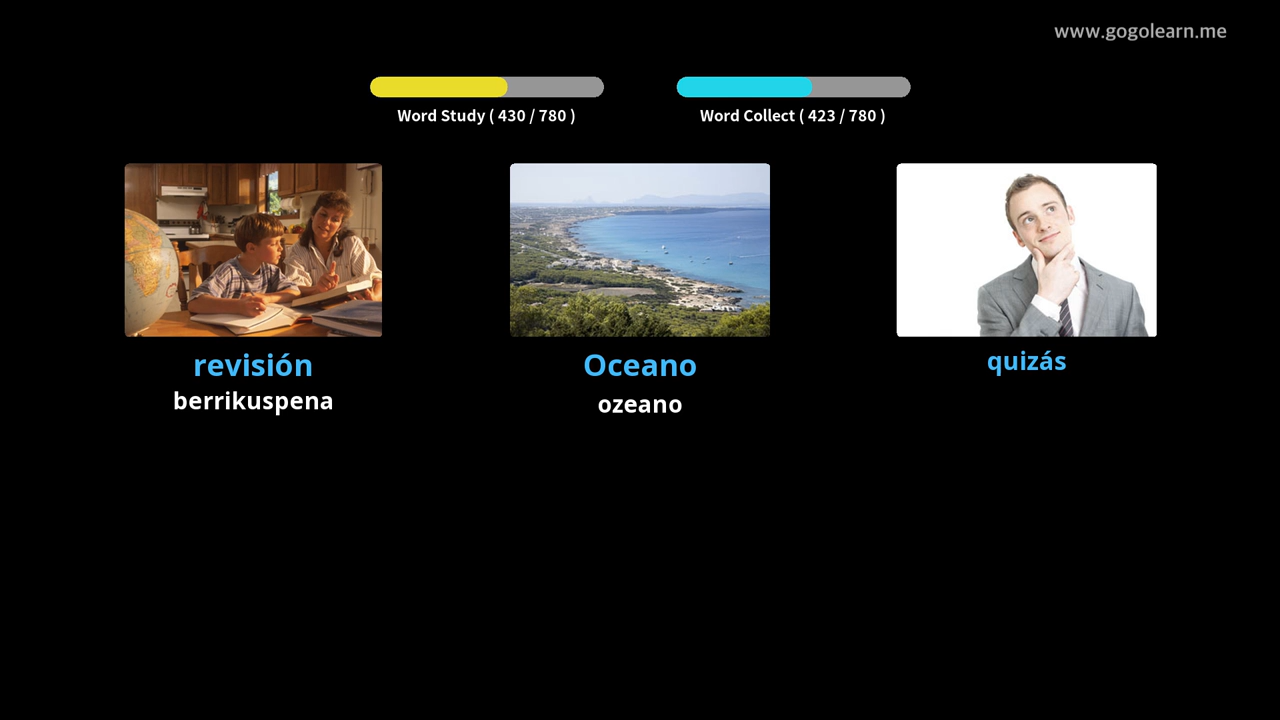 www.gogolearn.me
Word Study ( 430 / 780 )
Word Collect ( 423 / 780 )
revisión
berrikuspena
Oceano
ozeano
quizás